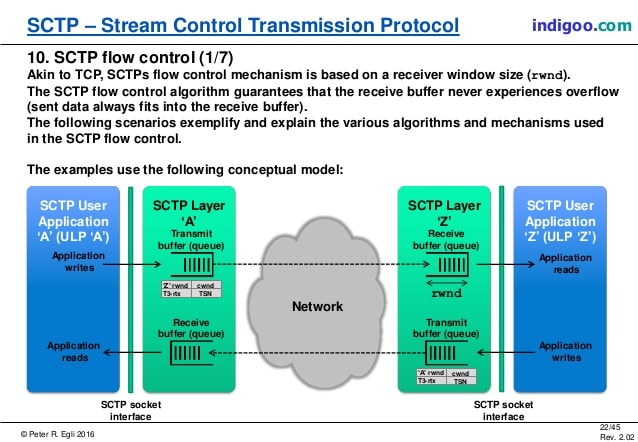 SCTP – Stream Control Transmission Protocol
indigoo.com
10. SCTP flow control (1/7)
Akin to TCP, SCTPs flow control mechanism is based on a receiver window size (rwnd).
The SCTP flow control algorithm guarantees that the receive buffer never experiences overflow
(sent data always fits into the receive buffer).
The following scenarios exemplify and explain the various algorithms and mechanisms used
in the SCTP flow control.
The examples use the following conceptual model:
SCTP User
Application
‘A’ (ULP ‘A’)
Application
writes
Application
reads
SCTP Layer
‘A’
Transmit
buffer (queue)
‘Z’ rwnd cwnd
T3-rtx TSN
Receive
buffer (queue)
Network
SCTP Layer
‘Z’
Receive
buffer (queue)
rwnd
Transmit
buffer (queue)
‘A’ rwnd cwnd
T3-rtx TSN
SCTP User
Application
‘Z’ (ULP ‘Z’)
Application
reads
Application
writes
SCTP socket
interface
SCTP socket
interface
© Peter R. Egli 2016
22/45
Rev. 2.02